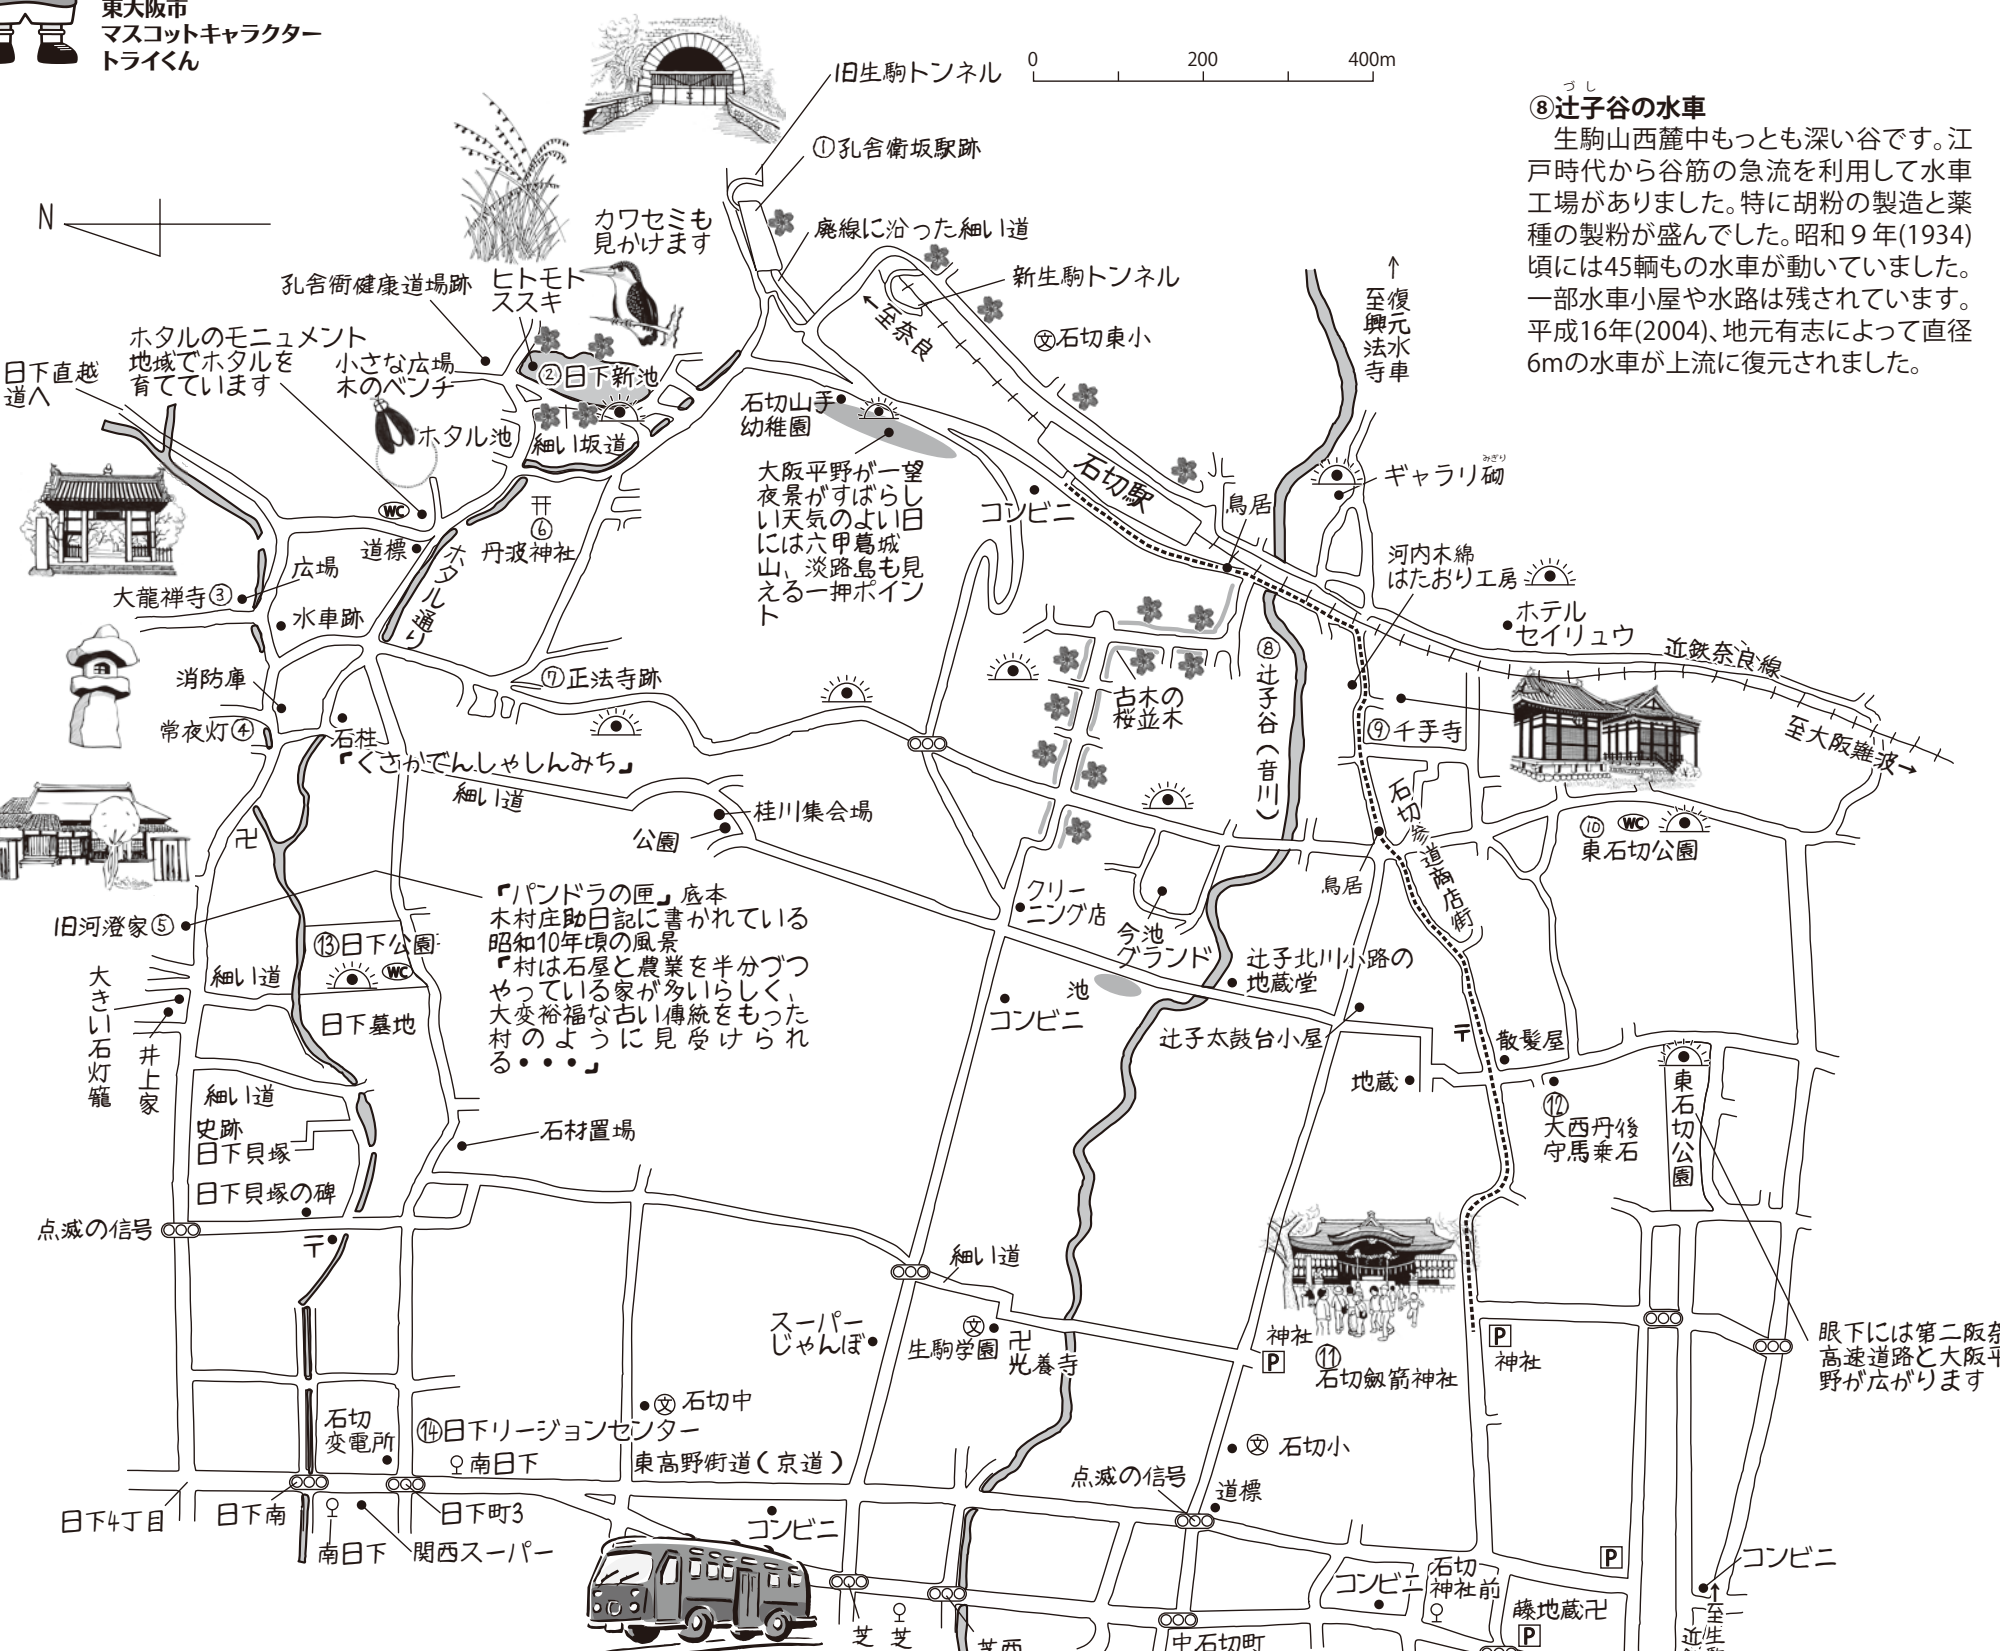 東大阪市
マスコットキャラクター
トライくん
旧生駒トンネル
0 200 400m
①孔舎衛坂駅跡
づし
⑧辻子谷の水車
生駒山西麓中もっとも深い谷です。江
戸時代から谷筋の急流を利用して水車
工場がありました。特に胡粉の製造と薬
種の製粉が盛んでした。昭和9年(1934)
頃には45輌もの水車が動いていました。
一部水車小屋や水路は残されています。
平成16年(2004)、地元有志によって直径
6mの水車が上流に復元されました。
N
カワセミも
見かけます
廃線に沿った細い道
孔舎衙健康道場跡
ヒトモト
ススキ
新生駒トンネル
←至奈良
文石切東小
↑
復元水車
至興法寺
ホタルのモニュメント
地域でホタルを
育てています
小さな広場
木のベンチ
日下直越
道へ
②日下新池
石切山手
幼稚園
ホタル池
細い坂道
大阪平野が一望
夜景がすばらし
い天気のよい日
には六甲葛城
山、淡路島も見
える一押ポイン
ト
コンビニ
石切駅
鳥居
みぎり
ギャラリ砌
WC
⑥
丹波神社
道標
ホタル通り
広場
大龍禅寺③
水車跡
河内木綿
はたおり工房
ホテル
セイリュウ
近鉄奈良線
至大阪難波→
消防庫
⑦正法寺跡
常夜灯④
石柱
『くさかでんしゃしんみち』
細い道
古木の
桜並木
⑧辻子谷(音川)
⑨千手寺
石切参道商店街
桂川集会場
公園
卍
⑩ WC
東石切公園
鳥居
『パンドラの匣』底本
木村庄助日記に書かれている
昭和10年頃の風景
『村は石屋と農業を半分づつ
やっている家が多いらしく、
大変裕福な古い傳統をもった
村のように見受けられ
る・・・』
旧河澄家⑤
⑬日下公園
WC
クリー
ニング店
今池
グランド
大きい石灯籠
細い道
井上家
日下墓地
池
コンビニ
辻子北川小路の
地蔵堂
辻子太鼓台小屋
〒
散髪屋
地蔵
⑫
大西丹後
守馬乗石
東石切公園
細い道
史跡
日下貝塚
石材置場
日下貝塚の碑
点滅の信号
〒
細い道
スーパー
じゃんぼ
文
生駒学園
卍
光養寺
神社
P
⑪
石切劔箭神社
P
神社
眼下には第二阪奈
高速道路と大阪平
野が広がります
文石切中
石切
変電所
⑭日下リージョンセンター
南日下
東高野街道(京道)
文石切小
点滅の信号
道標
日下4丁目
日下南
南日下
日下町3
関西スーパー
コンビニ
コンビニ
石切
神社前
P
コンビニ
藤地蔵卍
P
芝
芝
芝西
中石切町
↑
至生駒